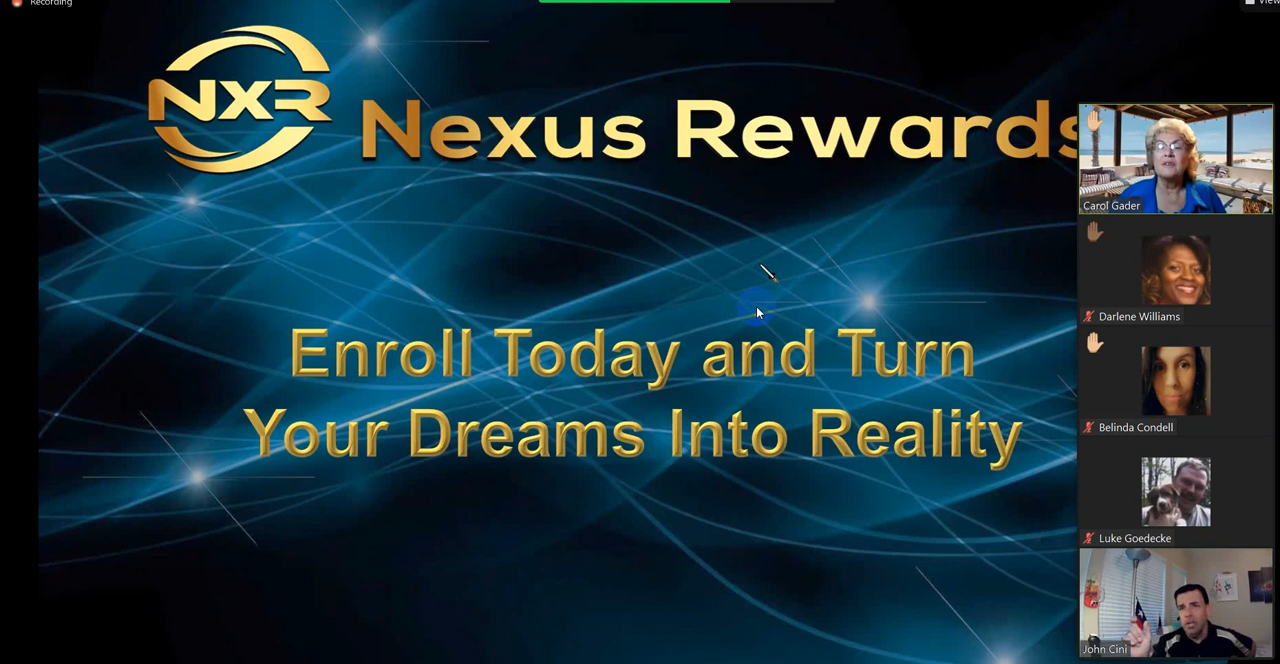 Recording
View
NXR
Nexus Rewards
Enroll Today and Turn
Your Dreams Into Reality
Carol Gader
Darlene Williams
Belinda Condell
Luke Goedecke
John Cini